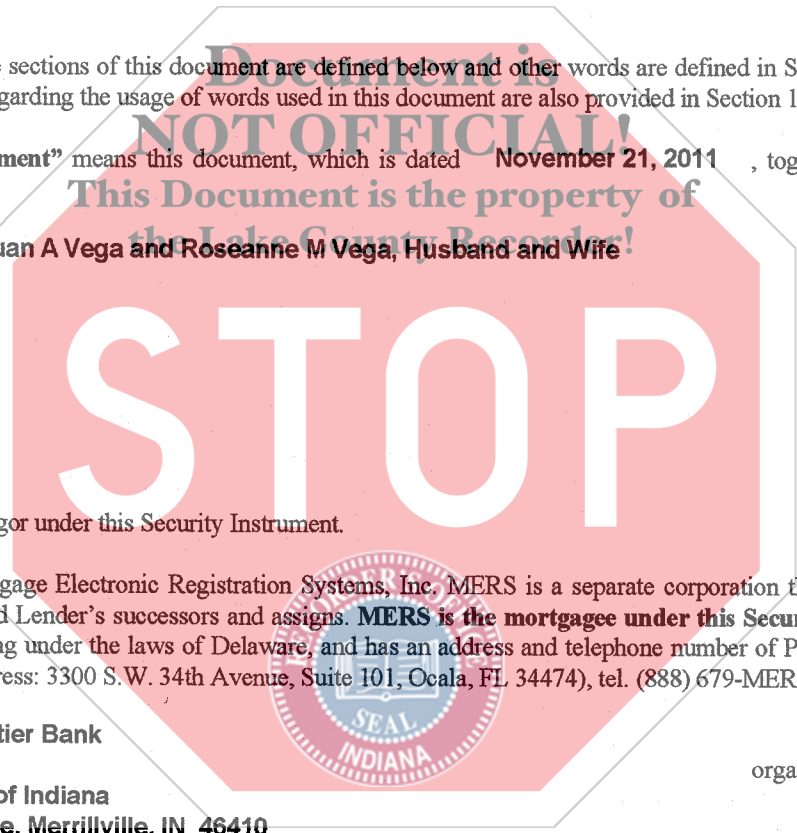 Document is
sections of this document are defined below and other words are defined in S
garding the usage of words used in this document are also provided in Section 1
NOT OFFICIAL!
ment” means this document, which is dated November 21, 2011 , tog
This Document is the property of
the Lake County Recorder!
uan A Vega and Roseanne M Vega, Husband and Wife
STOP
gor under this Security Instrument.
gage Electronic Registration Systems, Inc. MERS is a separate corporation t
d Lender’s successors and assigns. MERS is the mortgagee under this Secu
ng under the laws of Delaware, and has an address and telephone number of P
ress: 3300 S.W. 34th Avenue, Suite 101, Ocala, FL 34474), tel. (888) 679-MER
RECORDER'S OFFICE
SEAL
INDIANA
tier Bank
orga
of Indiana
e, Merrillville, IN 46410